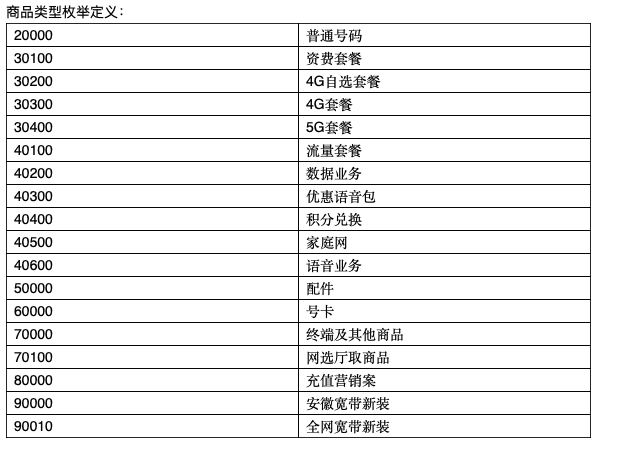 商品类型枚举定义：
20000 普通号码
30100 资费套餐
30200 4G自选套餐
30300 4G套餐
30400 5G套餐
40100 流量套餐
40200 数据业务
40300 优惠语音包
40400 积分兑换
40500 家庭网
40600 语音业务
50000 配件
60000 号卡
70000 终端及其他商品
70100 网选厅取商品
80000 充值营销案
90000 安徽宽带新装
90010 全网宽带新装